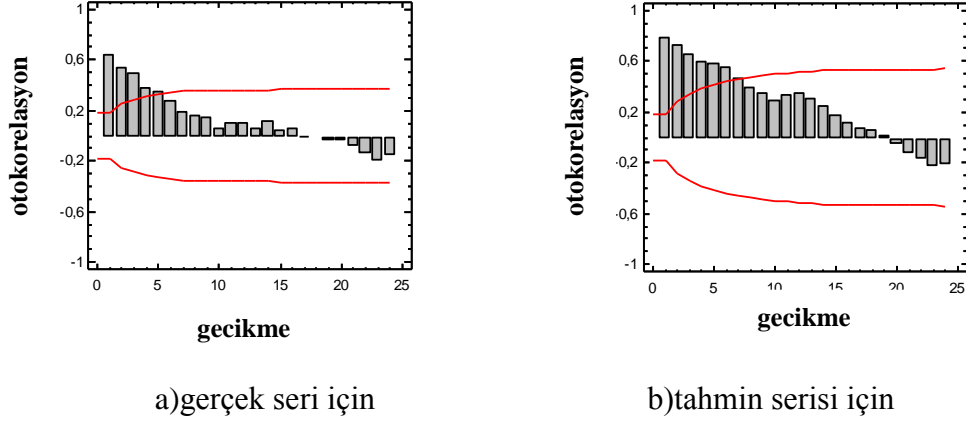 1
0,6
0,2
-0,2
-0,6
-1
otokorelasyon
0 5 10 15 20 25
gecikme
a)gerçek seri için
1
0,6
0,2
-0,2
-0,6
-1
otokorelasyon
0 5 10 15 20 25
gecikme
b)tahmin serisi için